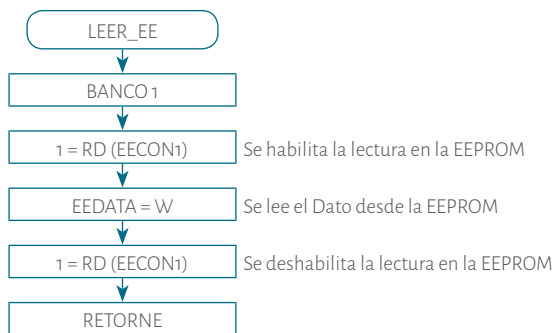 LEER_EE
BANCO 1
1 = RD (EECON1) Se habilita la lectura en la EEPROM
EEDATA = W Se lee el Dato desde la EEPROM
1 = RD (EECON1) Se deshabilita la lectura en la EEPROM
RETORNE